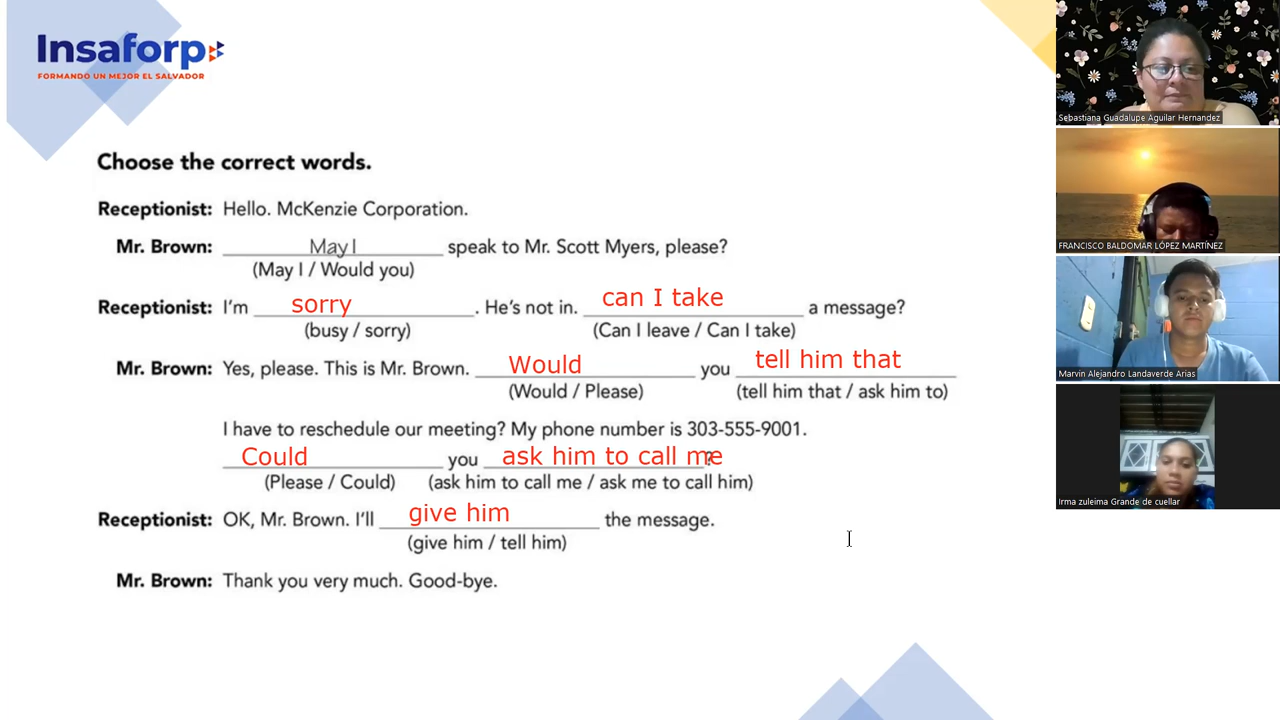 Insaforp
FORMANDO UN MEJOR EL SALVADOR
Choose the correct words.
Receptionist: Hello. McKenzie Corporation.
Mr. Brown: May I speak to Mr. Scott Myers, please?
(May I / Would you)
Receptionist: I'm sorry. He's not in. can I take a message?
(busy / sorry) (Can I leave / Can I take)
Mr. Brown: Yes, please. This is Mr. Brown. Would you tell him that
(Would / Please) (tell him that / ask him to)
I have to reschedule our meeting? My phone number is 303-555-9001.
Could you ask him to call me?
(Please / Could) (ask him to call me / ask me to call him)
Receptionist: OK, Mr. Brown. I'll give him the message.
(give him / tell him)
Mr. Brown: Thank you very much. Good-bye.
Sebastiana Guadalupe Aguilar Hernandez
FRANCISCO BALDOMAR LÓPEZ MARTÍNEZ
Marvin Alejandro Landaverde Arias
Irma zuleima Grande de cuellar